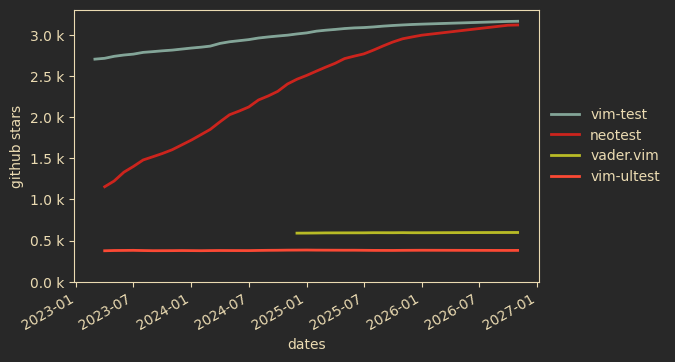 3.0 k
2.5 k
2.0 k
1.5 k
1.0 k
0.5 k
0.0 k
github stars
2023-01
2023-07
2024-01
2024-07
2025-01
2025-07
2026-01
2026-07
2027-01
dates
vim-test
neotest
vader.vim
vim-ultest